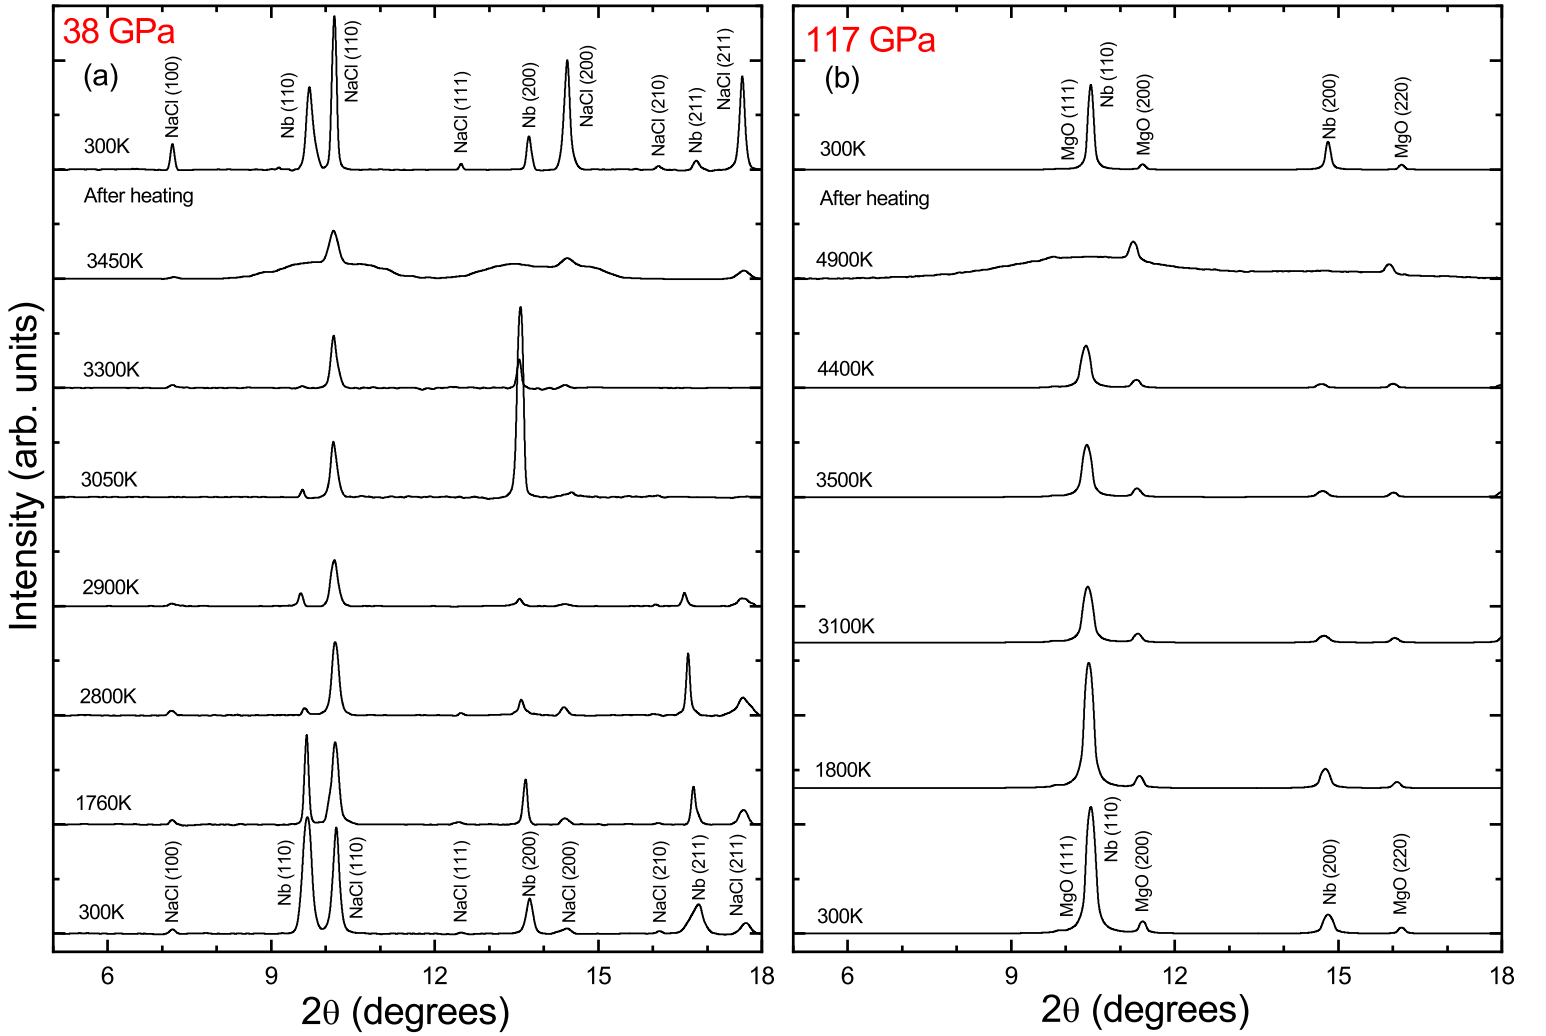 Intensity (arb. units)
38 GPa
(a)
NaCl (100)
Nb (110)
NaCl (110)
NaCl (111)
Nb (200)
NaCl (200)
NaCl (210)
Nb (211)
NaCl (211)
300K
After heating
3450K
3300K
3050K
2900K
2800K
1760K
NaCl (100)
Nb (110)
NaCl (110)
NaCl (111)
Nb (200)
NaCl (200)
NaCl (210)
Nb (211)
NaCl (211)
300K
6 9 12 15 18
2θ (degrees)
117 GPa
(b)
MgO (111)
Nb (110)
MgO (200)
Nb (200)
MgO (220)
300K
After heating
4900K
4400K
3500K
3100K
1800K
MgO (111)
Nb (110)
MgO (200)
Nb (200)
MgO (220)
300K
6 9 12 15 18
2θ (degrees)